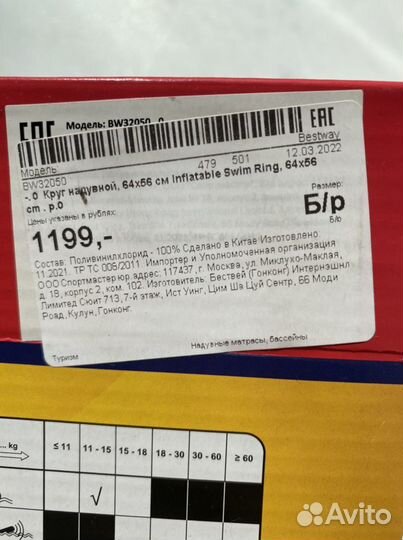 Модель: BW32050
EAC
Модель
479 501
Bestway
BW32050
12.03.2022
-.0 Круг надувной, 64x56 см Inflatable Swim Ring, 64x56
cm . р.0
Размер:
Цены указаны в рублях:
Б/р
Б/о
1199,-
Состав: Поливинилхлорид - 100% Сделано в Китае Изготовлено:
11.2021. ТР ТС 006/2011. Импортер и Уполномоченная организация
ООО Спортмастер юр.адрес: 117437, г. Москва, ул. Миклухо-Маклая,
д. 18, корпус 2, ком. 102. Изготовитель: Бествей (Гонконг) Интернэшнл
Лимитед Сюит 713, 7-й этаж, Ист Уинг, Цим Ша Цуй Сентр, 66 Моди
Роад, Кулун, Гонконг.
Туризм
Надувные матрасы, бассейны
... kg
≤ 11
11 - 15
15 - 18
18 - 30
30 - 60
≥ 60
√
Avito